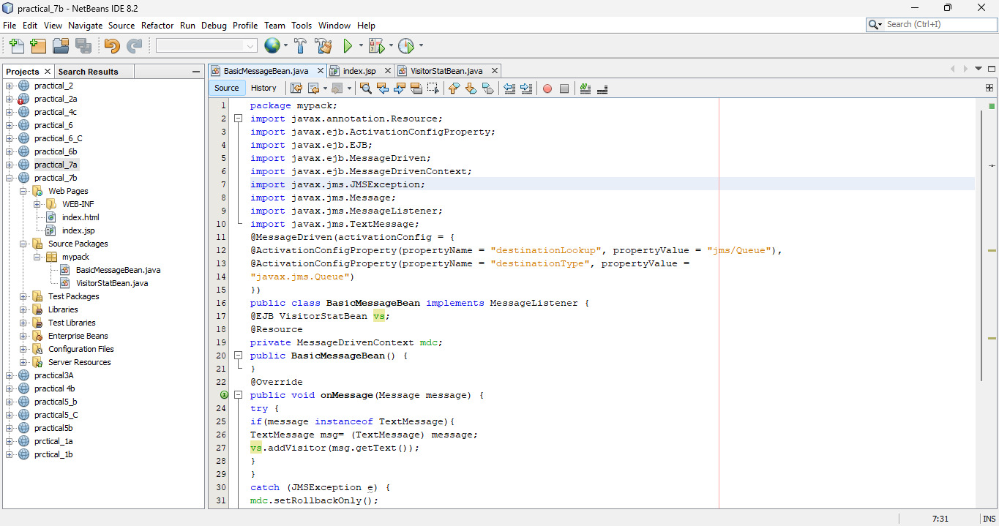 practical_7b - NetBeans IDE 8.2
File Edit View Navigate Source Refactor Run Debug Profile Team Tools Window Help
Search (Ctrl+I)
Projects Search Results
practical_2
practical_2a
practical_4c
practical_6
practical_6_C
practical_6b
practical_7a
practical_7b
Web Pages
WEB-INF
index.html
index.jsp
Source Packages
mypack
BasicMessageBean.java
VisitorStatBean.java
Test Packages
Libraries
Test Libraries
Enterprise Beans
Configuration Files
Server Resources
practical3A
practical 4b
practical5_b
practical5_C
practical5b
prctical_1a
prctical_1b
BasicMessageBean.java index.jsp VisitorStatBean.java
Source History
1 package mypack;
2 import javax.annotation.Resource;
3 import javax.ejb.ActivationConfigProperty;
4 import javax.ejb.EJB;
5 import javax.ejb.MessageDriven;
6 import javax.ejb.MessageDrivenContext;
7 import javax.jms.JMSException;
8 import javax.jms.Message;
9 import javax.jms.MessageListener;
10 import javax.jms.TextMessage;
11 @MessageDriven(activationConfig = {
12 @ActivationConfigProperty(propertyName = "destinationLookup", propertyValue = "jms/Queue"),
13 @ActivationConfigProperty(propertyName = "destinationType", propertyValue =
14 "javax.jms.Queue")
15 })
16 public class BasicMessageBean implements MessageListener {
17 @EJB VisitorStatBean vs;
18 @Resource
19 private MessageDrivenContext mdc;
20 public BasicMessageBean() {
21 }
22 @Override
public void onMessage(Message message) {
24 try {
25 if(message instanceof TextMessage){
26 TextMessage msg= (TextMessage) message;
27 vs.addVisitor(msg.getText());
28 }
29 }
30 catch (JMSException e) {
31 mdc.setRollbackOnly();
7:31 INS